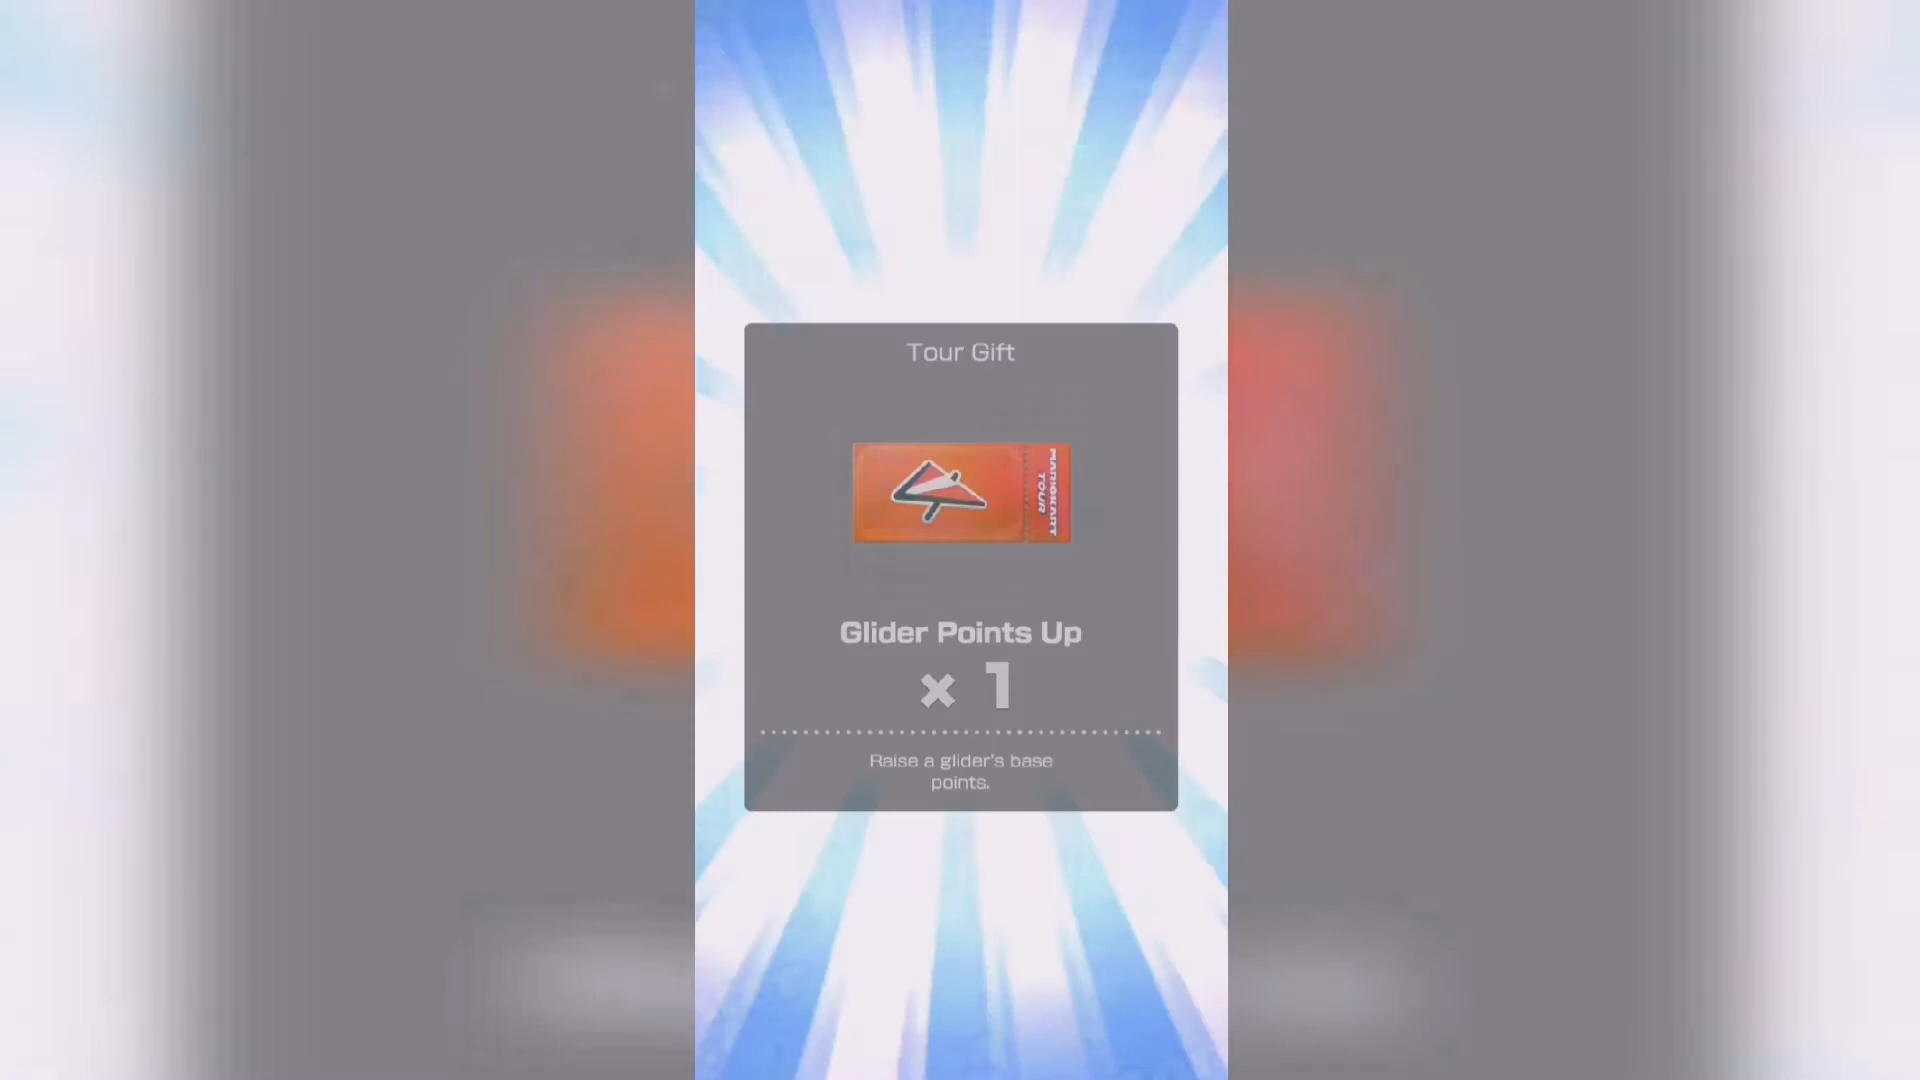 Tour Gift
MARIOKART
TOUR
Glider Points Up
× 1
Raise a glider's base
points.